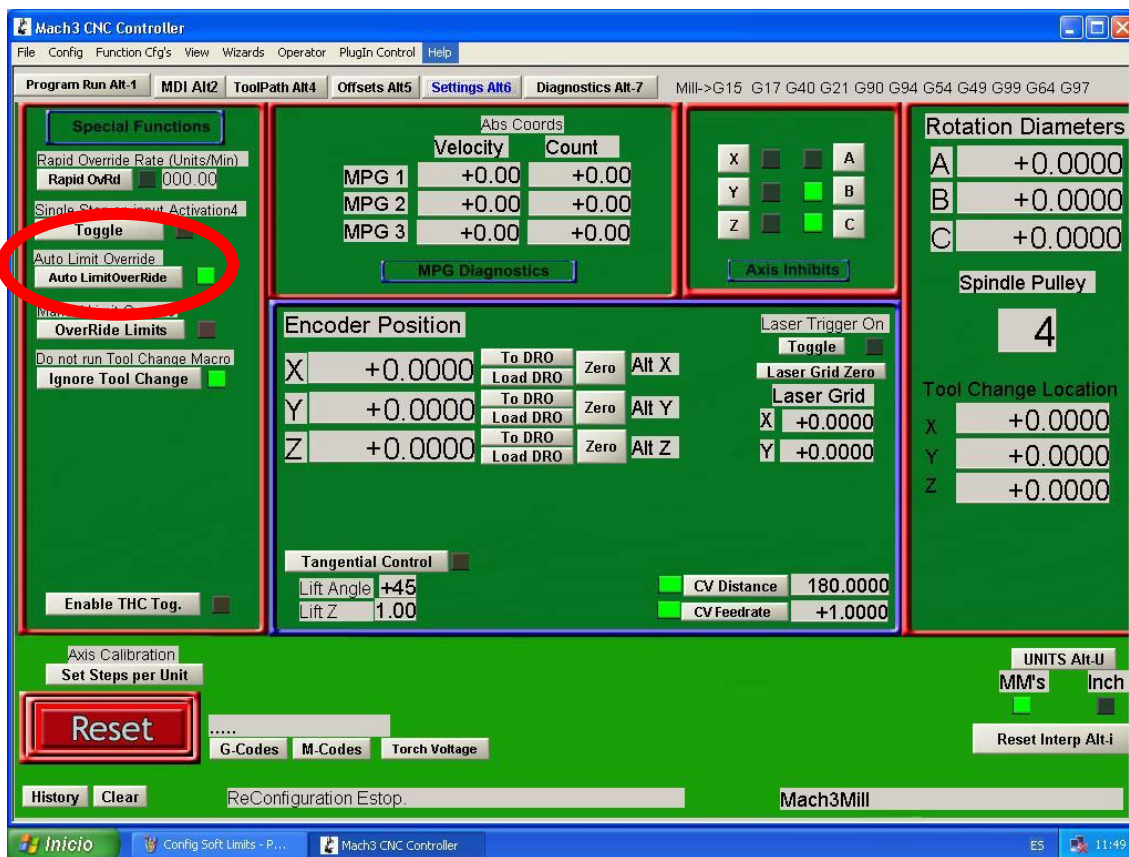 Mach3 CNC Controller
File Config Function Cfg's View Wizards Operator PlugIn Control Help
Program Run Alt-1 MDI Alt2 ToolPath Alt4 Offsets Alt5 Settings Alt6 Diagnostics Alt-7 Mill->G15 G17 G40 G21 G90 G94 G54 G49 G99 G64 G97
Special Functions
Rapid Override Rate (Units/Min)
Rapid OvRd 000.00
Single Step input Activation4
Toggle
Auto Limit Override
Auto LimitOverRide
OverRide Limits
Do not run Tool Change Macro
Ignore Tool Change
Enable THC Tog.
Abs Coords
Velocity Count
MPG 1 +0.00 +0.00
MPG 2 +0.00 +0.00
MPG 3 +0.00 +0.00
MPG Diagnostics
X A
Y B
Z C
Axis Inhibits
Rotation Diameters
A +0.0000
B +0.0000
C +0.0000
Spindle Pulley
4
Tool Change Location
X +0.0000
Y +0.0000
Z +0.0000
Encoder Position
X +0.0000 To DRO Load DRO Zero Alt X
Y +0.0000 To DRO Load DRO Zero Alt Y
Z +0.0000 To DRO Load DRO Zero Alt Z
Laser Trigger On
Toggle
Laser Grid Zero
Laser Grid
X +0.0000
Y +0.0000
Tangential Control
Lift Angle +45
Lift Z 1.00
CV Distance 180.0000
CV Feedrate +1.0000
Axis Calibration
Set Steps per Unit
Reset
.....
G-Codes M-Codes Torch Voltage
UNITS Alt-U
MM's Inch
Reset Interp Alt-i
History Clear ReConfiguration Estop. Mach3Mill
Inicio Config Soft Limits - P... Mach3 CNC Controller ES 11:49